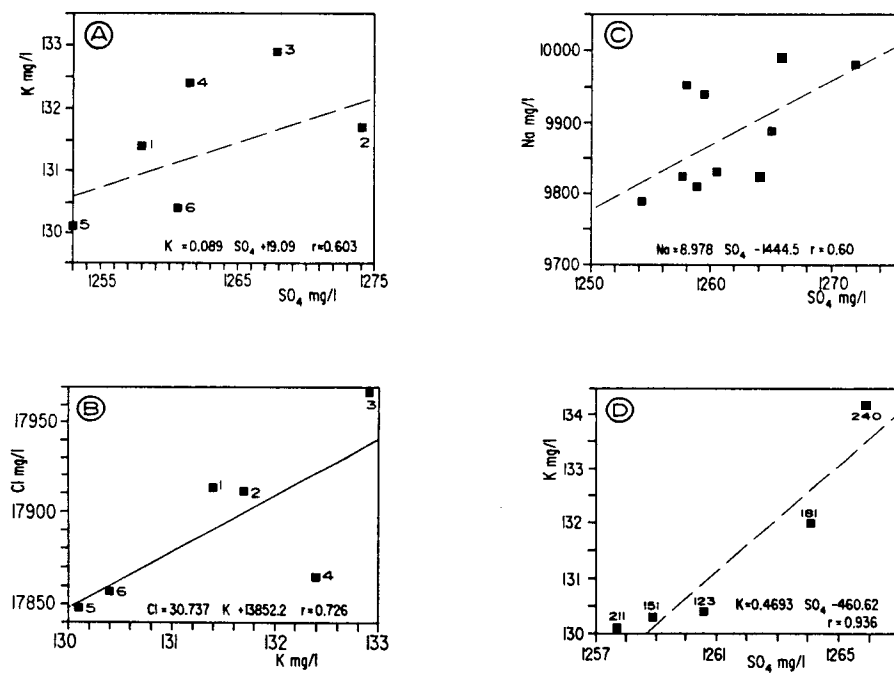 A
K mg/l
133
132
131
130
3
4
1
2
6
5
K = 0.089 SO4 +19.09 r=0.603
1255
1265
1275
SO4 mg/l
C
Na mg/l
10000
9900
9800
9700
Na=8.978 SO4 -1444.5 r = 0.60
1250
1260
1270
SO4 mg/l
B
Cl mg/l
17950
17900
17840
3
1
2
4
6
5
Cl = 30.737 K +13852.2 r=0.726
130
131
132
133
K mg/l
D
K mg/l
134
133
132
131
130
240
181
123
151
211
K=0.4693 SO4 -460.62
r=0.936
1257
1261
1265
SO4 mg/l